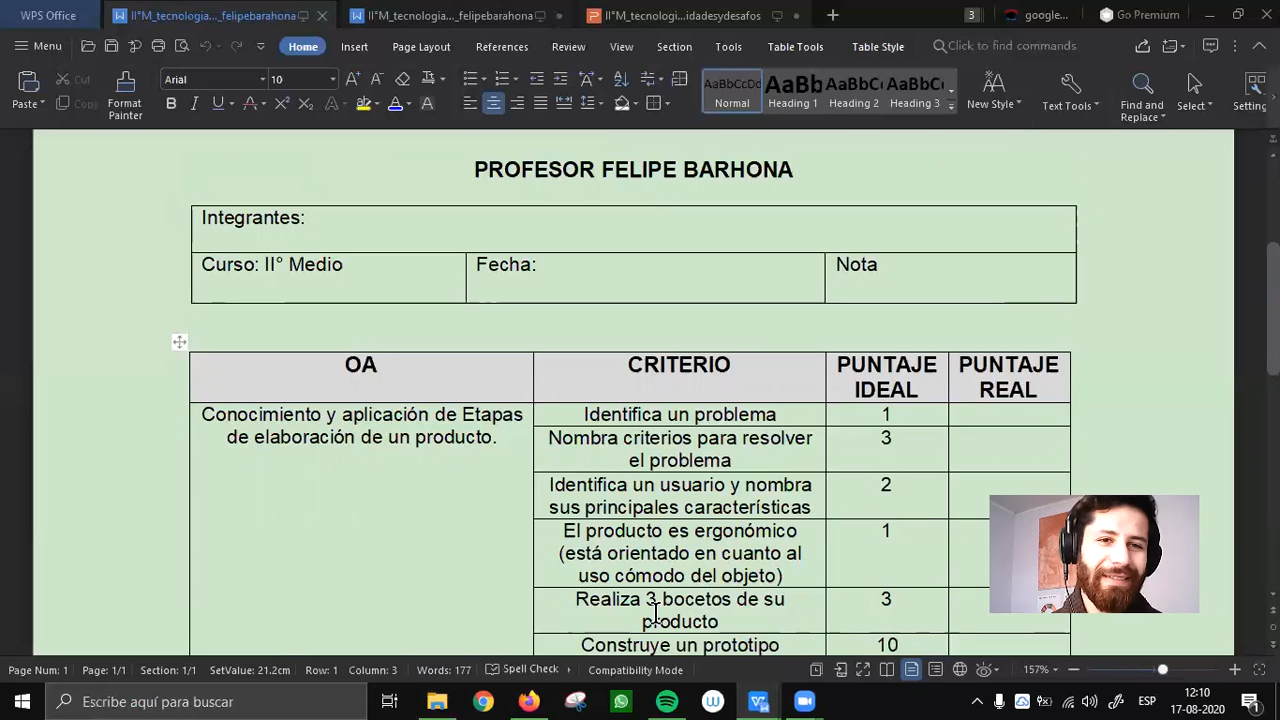 WPS Office
II°M_tecnologia..._felipebarahona
II°M_tecnologia..._felipebarahona
II°M_tecnologi...idadesydesafos
3
google...
Go Premium
Menu
Home
Insert
Page Layout
References
Review
View
Section
Tools
Table Tools
Table Style
Click to find commands
Paste
Cut
Copy
Format
Painter
Arial
10
AaBbCcDd
Normal
AaBb
Heading 1
AaBbC
Heading 2
AaBbC
Heading 3
New Style
Text Tools
Find and
Replace
Select
Setting
PROFESOR FELIPE BARHONA
Integrantes:
Curso: II° Medio
Fecha:
Nota
OA
CRITERIO
PUNTAJE
IDEAL
PUNTAJE
REAL
Conocimiento y aplicación de Etapas
de elaboración de un producto.
Identifica un problema
1
Nombra criterios para resolver
el problema
3
Identifica un usuario y nombra
sus principales características
2
El producto es ergonómico
(está orientado en cuanto al
uso cómodo del objeto)
1
Realiza 3 bocetos de su
producto
3
Construye un prototipo
10
Page Num: 1
Page: 1/1
Section: 1/1
SetValue: 21.2cm
Row: 1
Column: 3
Words: 177
Spell Check
Compatibility Mode
157%
Escribe aquí para buscar
ESP
12:10
17-08-2020